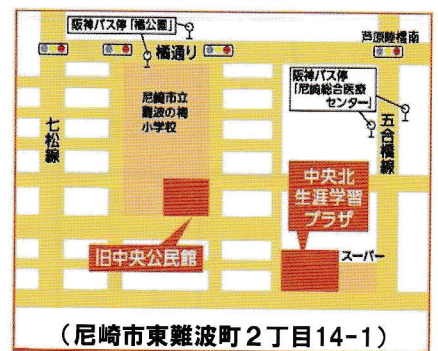 阪神バス停「橘公園」
橘通り
芦原陸橋南
阪神バス停
「尼崎総合医療
センター」
尼崎市立
難波の梅
小学校
七松線
五合橋線
中央北
生涯学習
プラザ
旧中央公民館
スーパー
(尼崎市東難波町2丁目14-1)